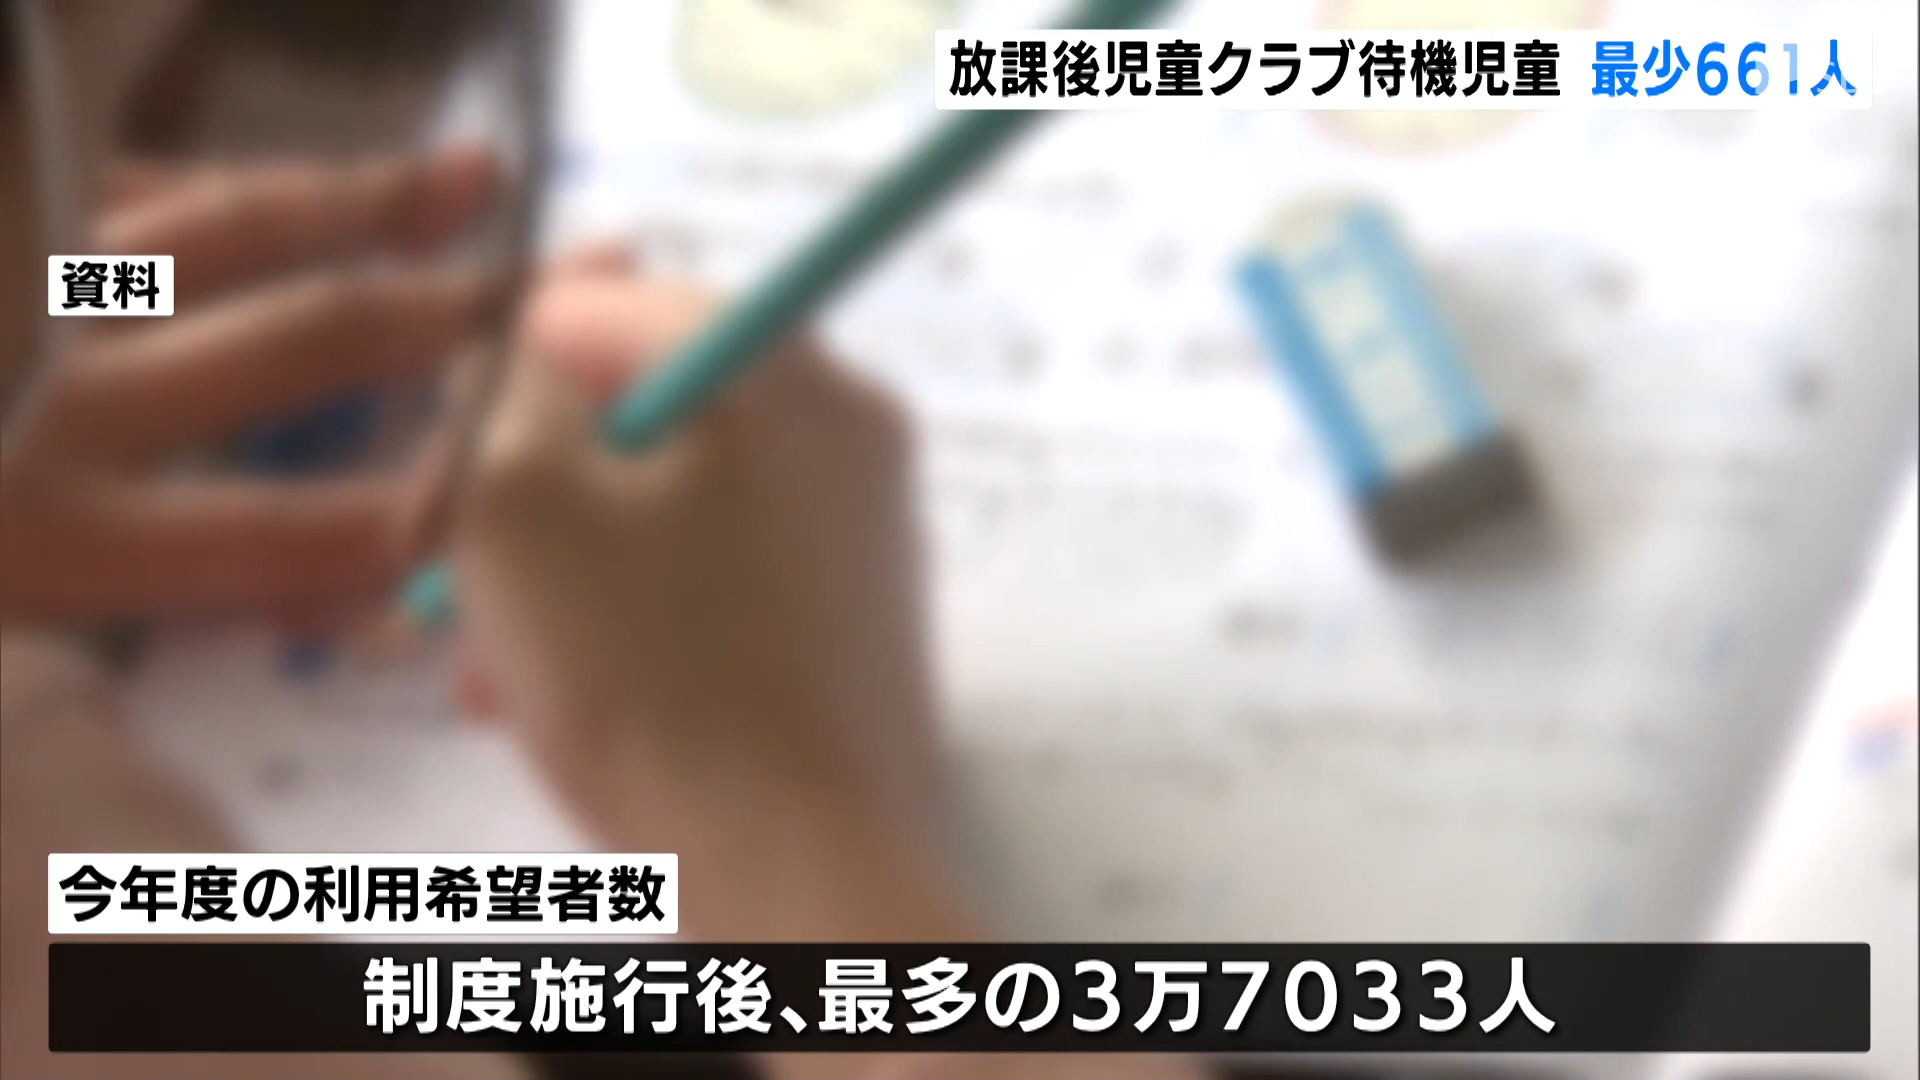 放課後児童クラブ待機児童 最少661人
資料
今年度の利用希望者数
制度施行後、最多の3万7033人